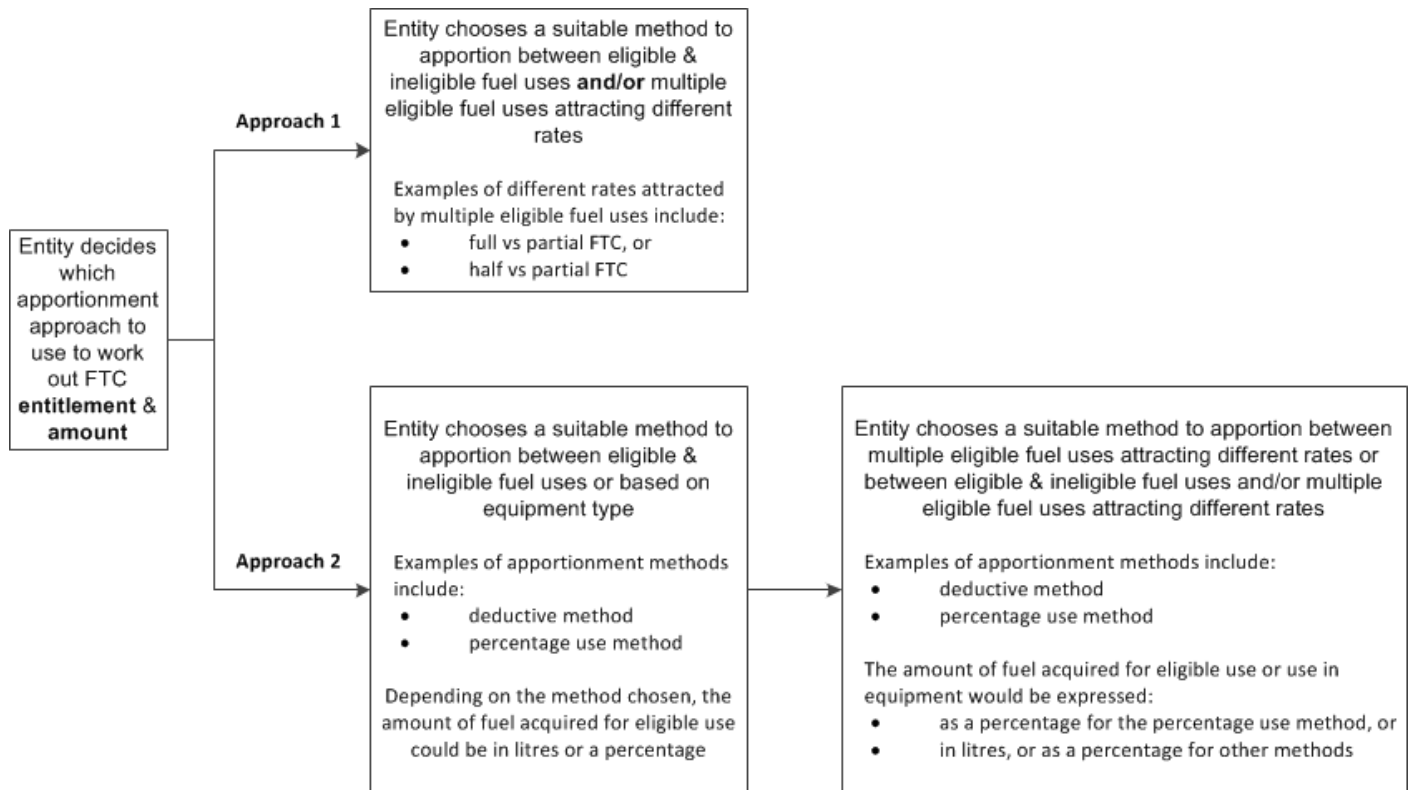 Entity decides
which
apportionment
approach to
use to work
out FTC
entitlement &
amount
Approach 1
Entity chooses a suitable method to
apportion between eligible &
ineligible fuel uses and/or multiple
eligible fuel uses attracting different
rates
Examples of different rates attracted
by multiple eligible fuel uses include:
• full vs partial FTC, or
• half vs partial FTC
Approach 2
Entity chooses a suitable method to
apportion between eligible &
ineligible fuel uses or based on
equipment type
Examples of apportionment methods
include:
• deductive method
• percentage use method
Depending on the method chosen, the
amount of fuel acquired for eligible use
could be in litres or a percentage
Entity chooses a suitable method to apportion between
multiple eligible fuel uses attracting different rates or
between eligible & ineligible fuel uses and/or multiple
eligible fuel uses attracting different rates
Examples of apportionment methods include:
• deductive method
• percentage use method
The amount of fuel acquired for eligible use or use in
equipment would be expressed:
• as a percentage for the percentage use method, or
• in litres, or as a percentage for other methods